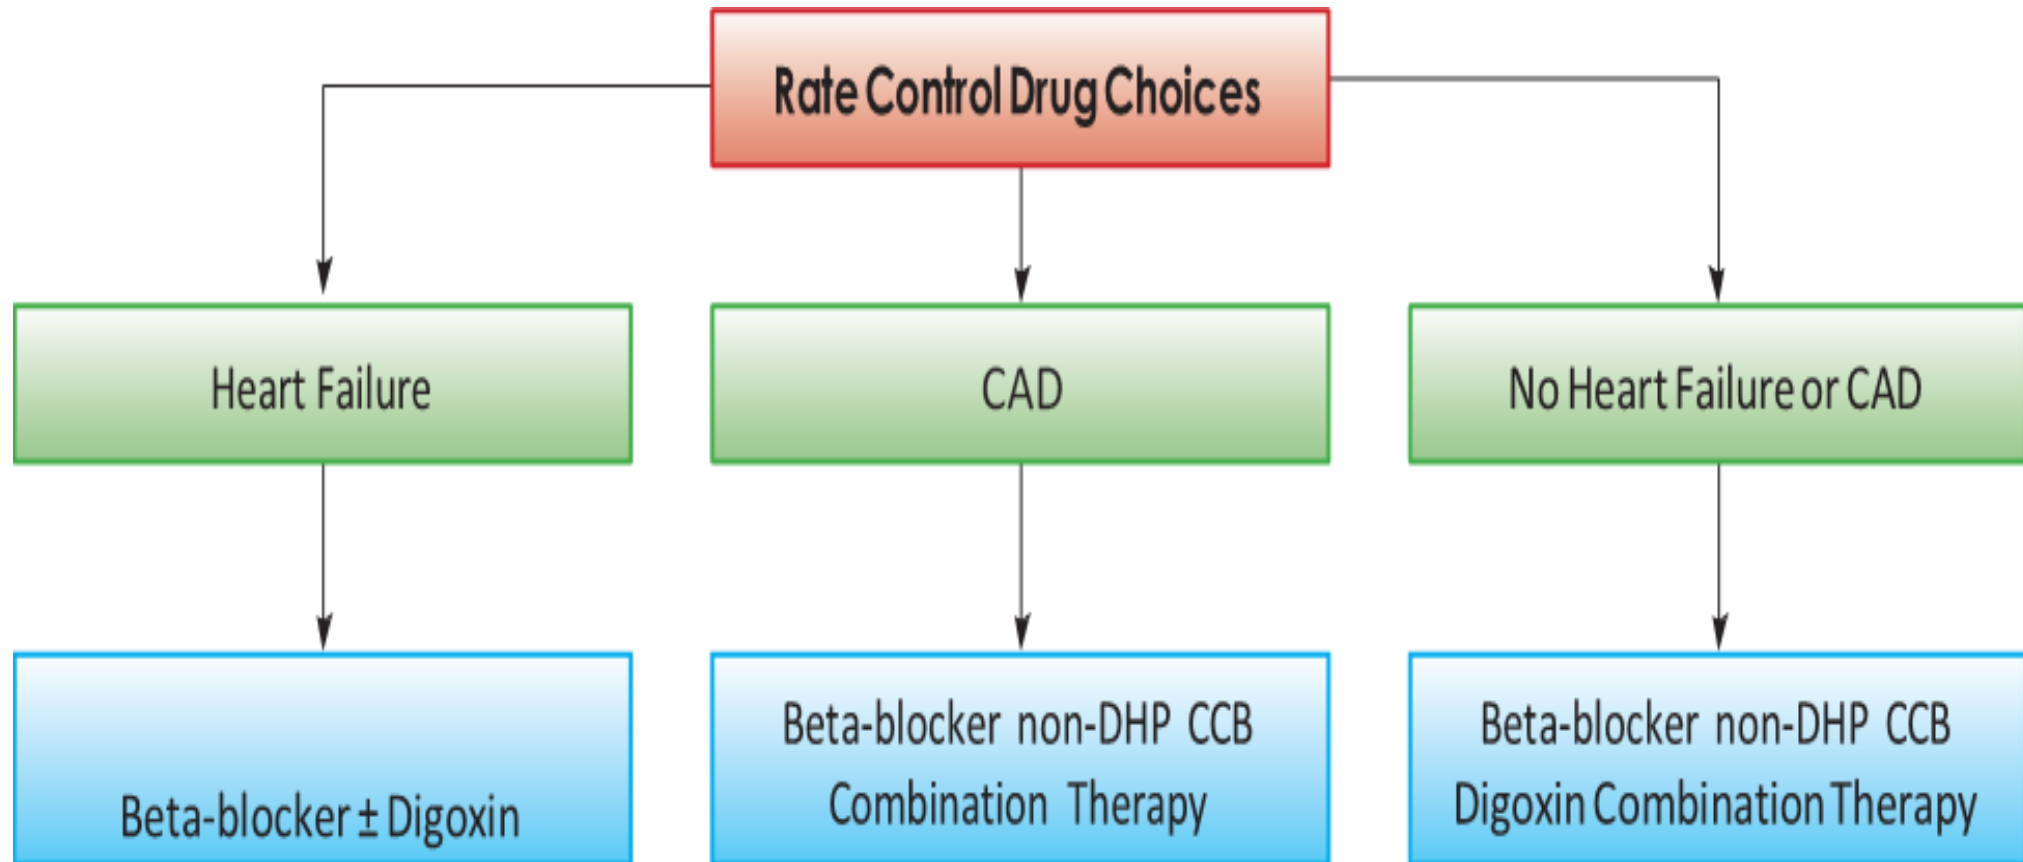 Rate Control Drug Choices
Heart Failure
CAD
No Heart Failure or CAD
Beta-blocker ± Digoxin
Beta-blocker non-DHP CCB
Combination Therapy
Beta-blocker non-DHP CCB
Digoxin Combination Therapy